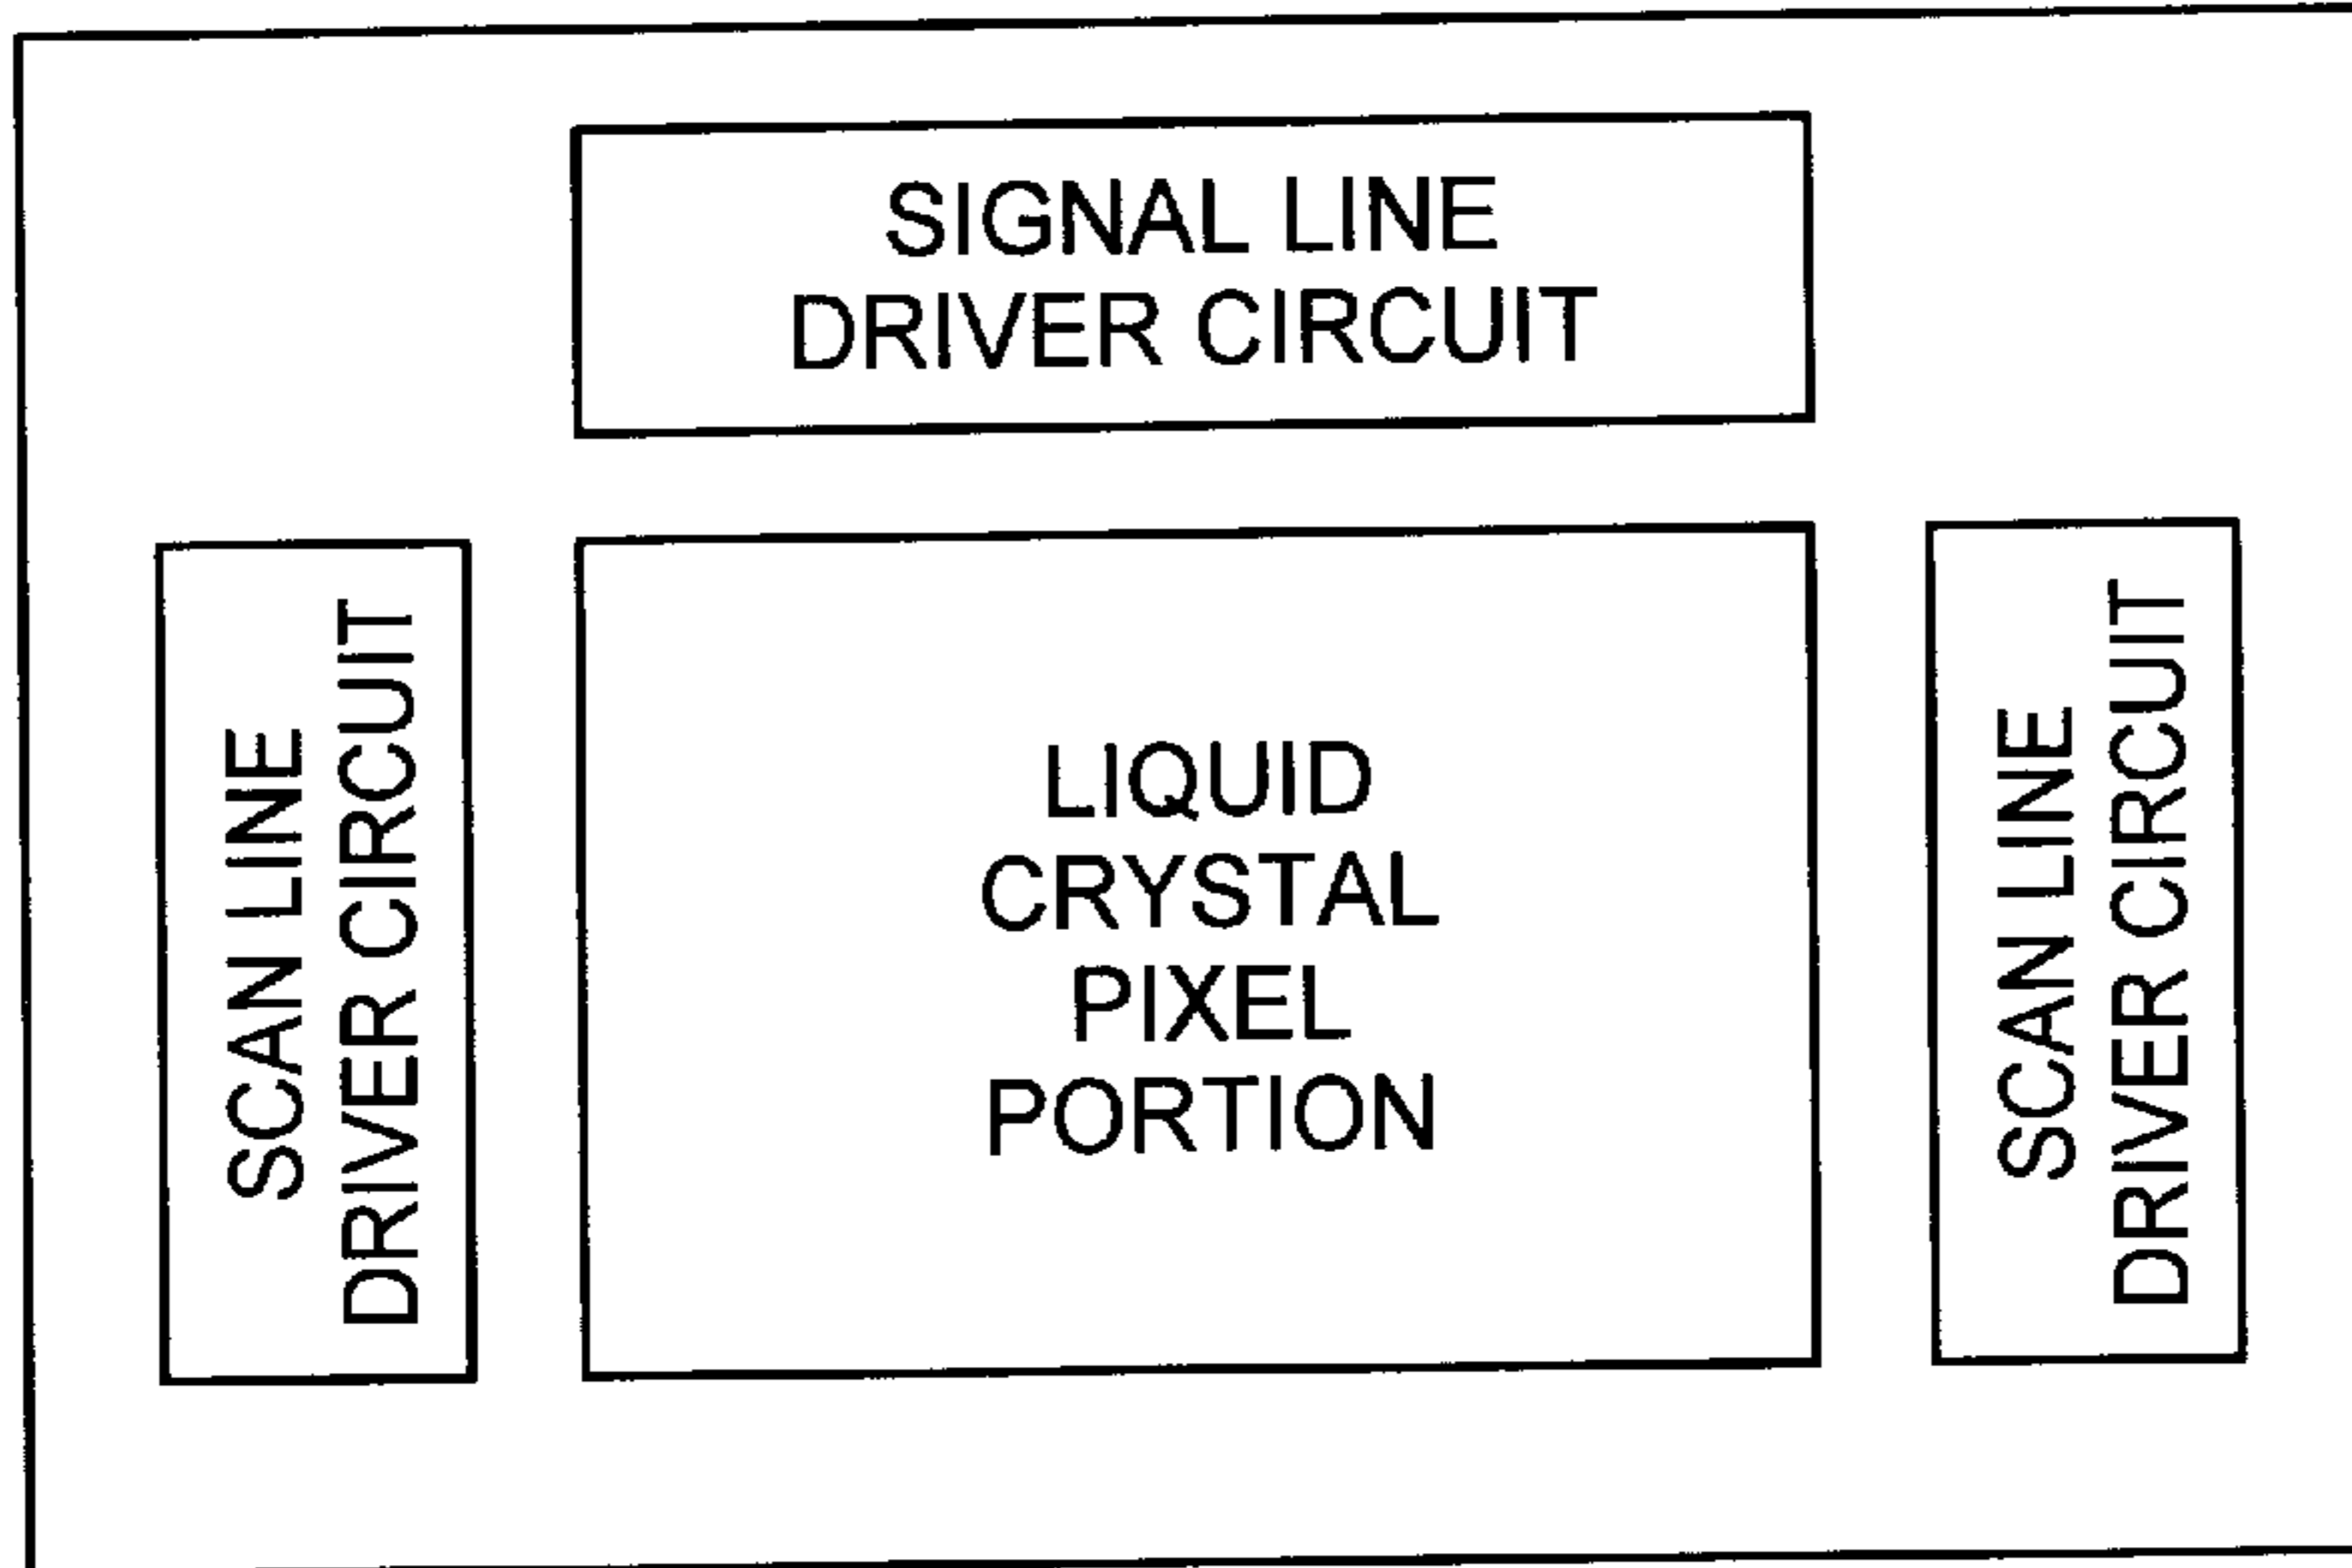 SIGNAL LINE
DRIVER CIRCUIT
SCAN LINE
DRIVER CIRCUIT
LIQUID
CRYSTAL
PIXEL
PORTION
SCAN LINE
DRIVER CIRCUIT